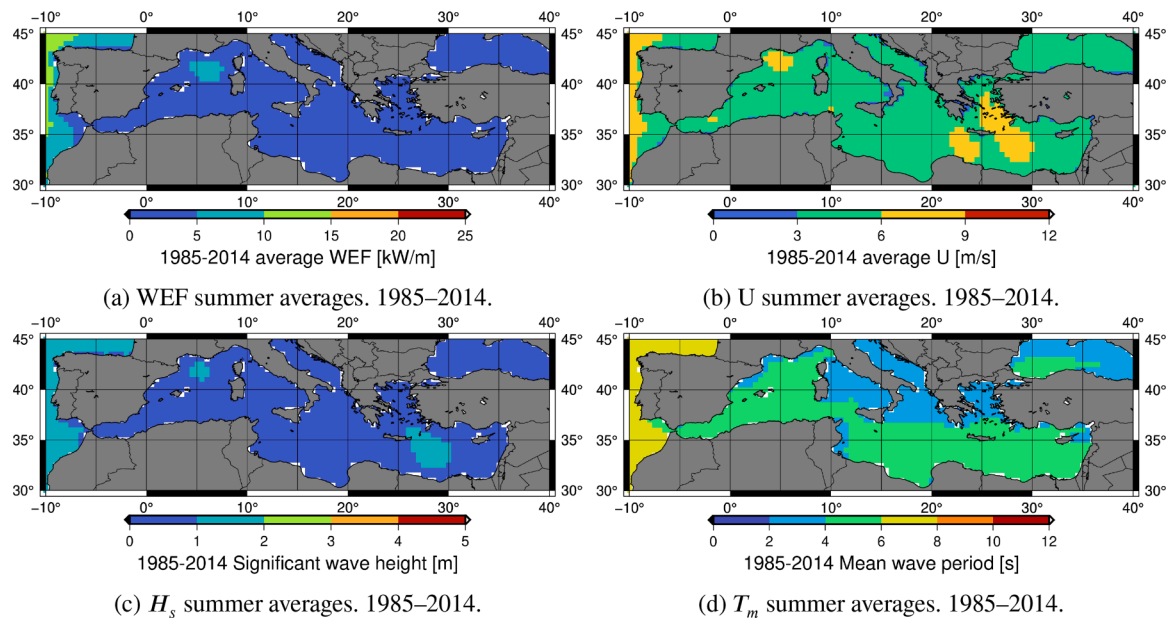 −10° 0° 10° 20° 30° 40°
45° 45°
40° 40°
35° 35°
30° 30°
−10° 0° 10° 20° 30° 40°
0 5 10 15 20 25
1985-2014 average WEF [kW/m]
(a) WEF summer averages. 1985–2014.
−10° 0° 10° 20° 30° 40°
45° 45°
40° 40°
35° 35°
30° 30°
−10° 0° 10° 20° 30° 40°
0 3 6 9 12
1985-2014 average U [m/s]
(b) U summer averages. 1985–2014.
−10° 0° 10° 20° 30° 40°
45° 45°
40° 40°
35° 35°
30° 30°
−10° 0° 10° 20° 30° 40°
0 1 2 3 4 5
1985-2014 Significant wave height [m]
(c) H_s summer averages. 1985–2014.
−10° 0° 10° 20° 30° 40°
45° 45°
40° 40°
35° 35°
30° 30°
−10° 0° 10° 20° 30° 40°
0 2 4 6 8 10 12
1985-2014 Mean wave period [s]
(d) T_m summer averages. 1985–2014.